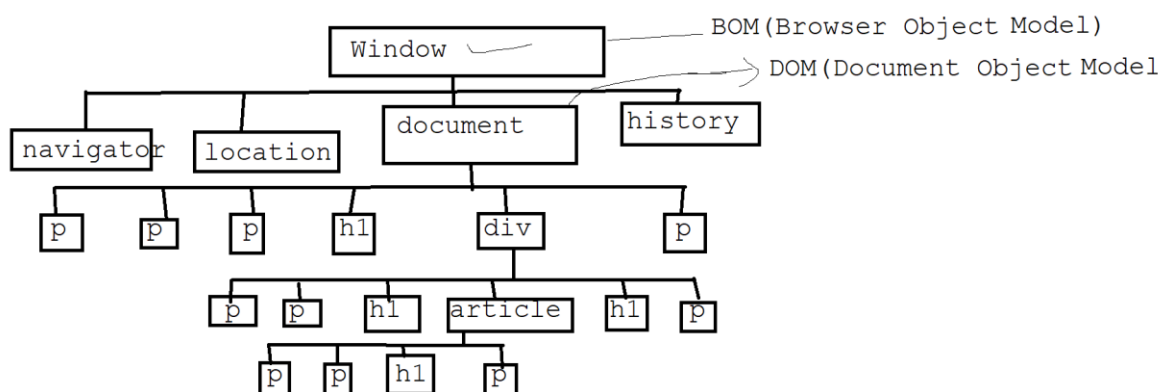 Window
BOM(Browser Object Model)
DOM(Document Object Model
navigator
location
document
history
p
p
p
h1
div
p
p
p
h1
article
h1
p
p
p
h1
p